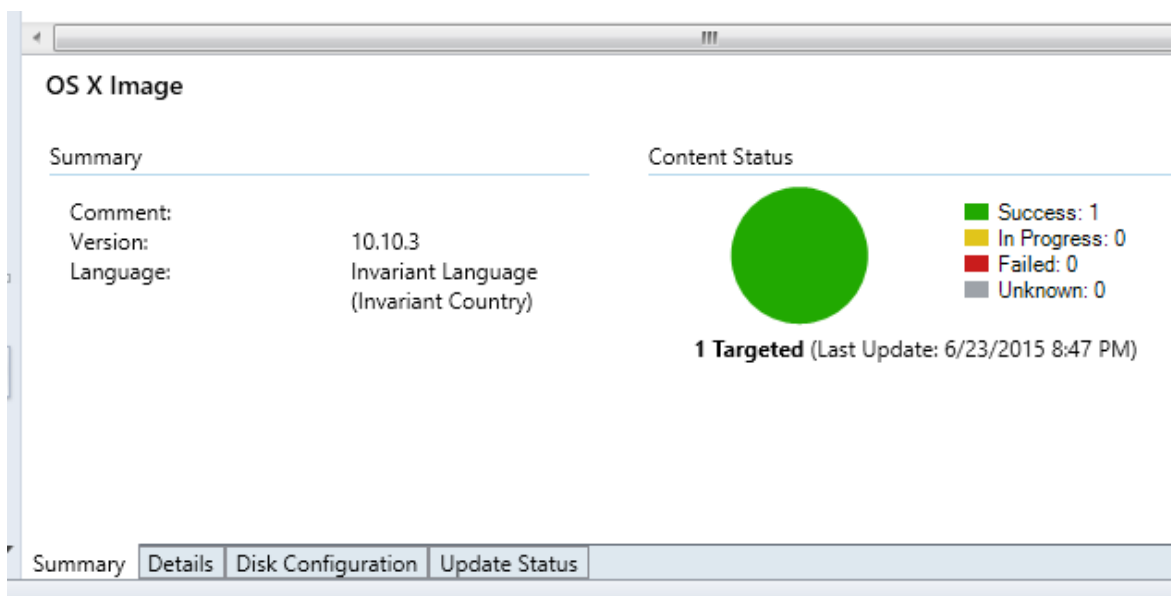 OS X Image
Summary
Comment:
Version: 10.10.3
Language: Invariant Language
(Invariant Country)
Content Status
Success: 1
In Progress: 0
Failed: 0
Unknown: 0
1 Targeted (Last Update: 6/23/2015 8:47 PM)
Summary Details Disk Configuration Update Status